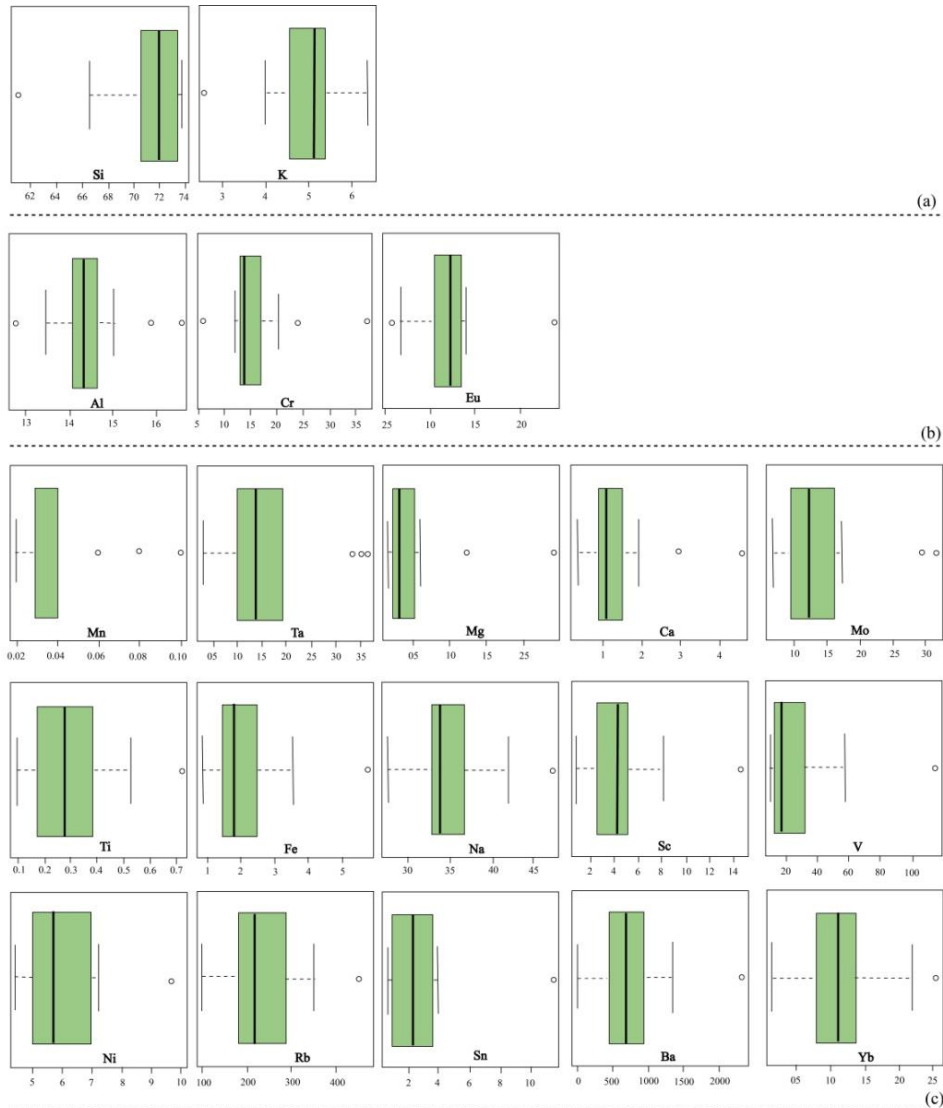 Si K
62 64 66 68 70 72 74 3 4 5 6
(a)
Al Cr Eu
13 14 15 16 5 10 15 20 25 30 35 25 10 20
(b)
Mn Ta Mg Ca Mo
0.02 0.04 0.06 0.08 0.10 05 10 15 20 25 30 35 05 10 15 20 25 1 2 3 4 10 15 20 25 30
Ti Fe Na Sc V
0.1 0.2 0.3 0.4 0.5 0.6 0.7 1 2 3 4 5 30 35 40 45 2 4 6 8 10 12 14 20 40 60 80 100
Ni Rb Sn Ba Yb
5 6 7 8 9 10 100 200 300 400 2 4 6 8 10 0 500 1000 1500 2000 05 10 15 20 25
(c)